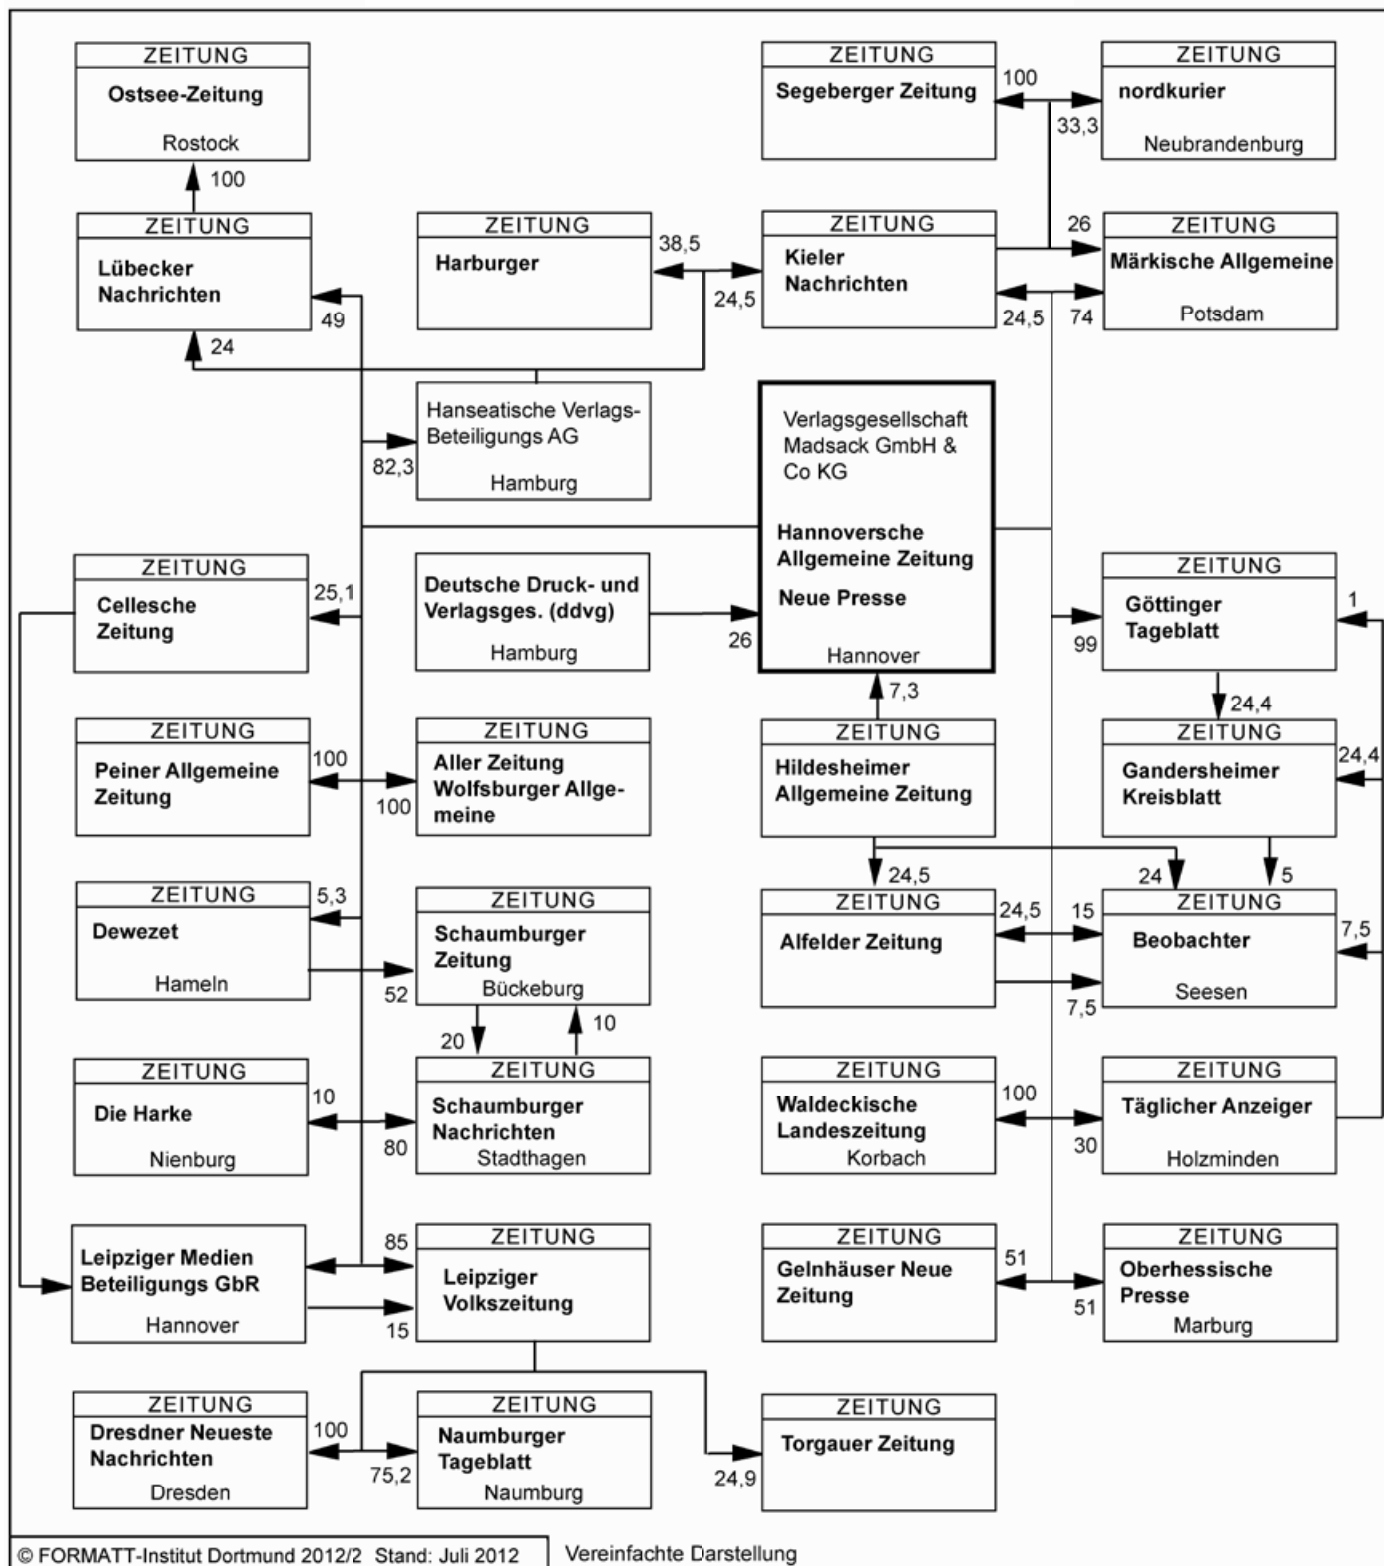 ZEITUNG
Ostsee-Zeitung
Rostock
100
ZEITUNG
Segeberger Zeitung
100
33,3
ZEITUNG
nordkurier
Neubrandenburg
ZEITUNG
Lübecker
Nachrichten
49
24
ZEITUNG
Harburger
38,5
24,5
ZEITUNG
Kieler
Nachrichten
24,5
26
74
ZEITUNG
Märkische Allgemeine
Potsdam
Hanseatische Verlags-
Beteiligungs AG
Hamburg
82,3
Verlagsgesellschaft
Madsack GmbH &
Co KG
Hannoversche
Allgemeine Zeitung
Neue Presse
Hannover
ZEITUNG
Cellesche
Zeitung
25,1
Deutsche Druck- und
Verlagsges. (ddvg)
Hamburg
26
7,3
99
ZEITUNG
Göttinger
Tageblatt
1
24,4
ZEITUNG
Peiner Allgemeine
Zeitung
100
100
ZEITUNG
Aller Zeitung
Wolfsburger Allge-
meine
ZEITUNG
Hildesheimer
Allgemeine Zeitung
24,5
24
ZEITUNG
Gandersheimer
Kreisblatt
24,4
5
ZEITUNG
Dewezet
Hameln
5,3
52
ZEITUNG
Schaumburger
Zeitung
Bückeburg
20
10
ZEITUNG
Alfelder Zeitung
24,5
15
7,5
ZEITUNG
Beobachter
Seesen
7,5
ZEITUNG
Die Harke
Nienburg
10
80
ZEITUNG
Schaumburger
Nachrichten
Stadthagen
ZEITUNG
Waldeckische
Landeszeitung
Korbach
100
30
ZEITUNG
Täglicher Anzeiger
Holzminden
Leipziger Medien
Beteiligungs GbR
Hannover
85
15
ZEITUNG
Leipziger
Volkszeitung
ZEITUNG
Gelnhäuser Neue
Zeitung
51
51
ZEITUNG
Oberhessische
Presse
Marburg
ZEITUNG
Dresdner Neueste
Nachrichten
Dresden
100
75,2
ZEITUNG
Naumburger
Tageblatt
Naumburg
24,9
ZEITUNG
Torgauer Zeitung
© FORMATT-Institut Dortmund 2012/2 Stand: Juli 2012
Vereinfachte Darstellung